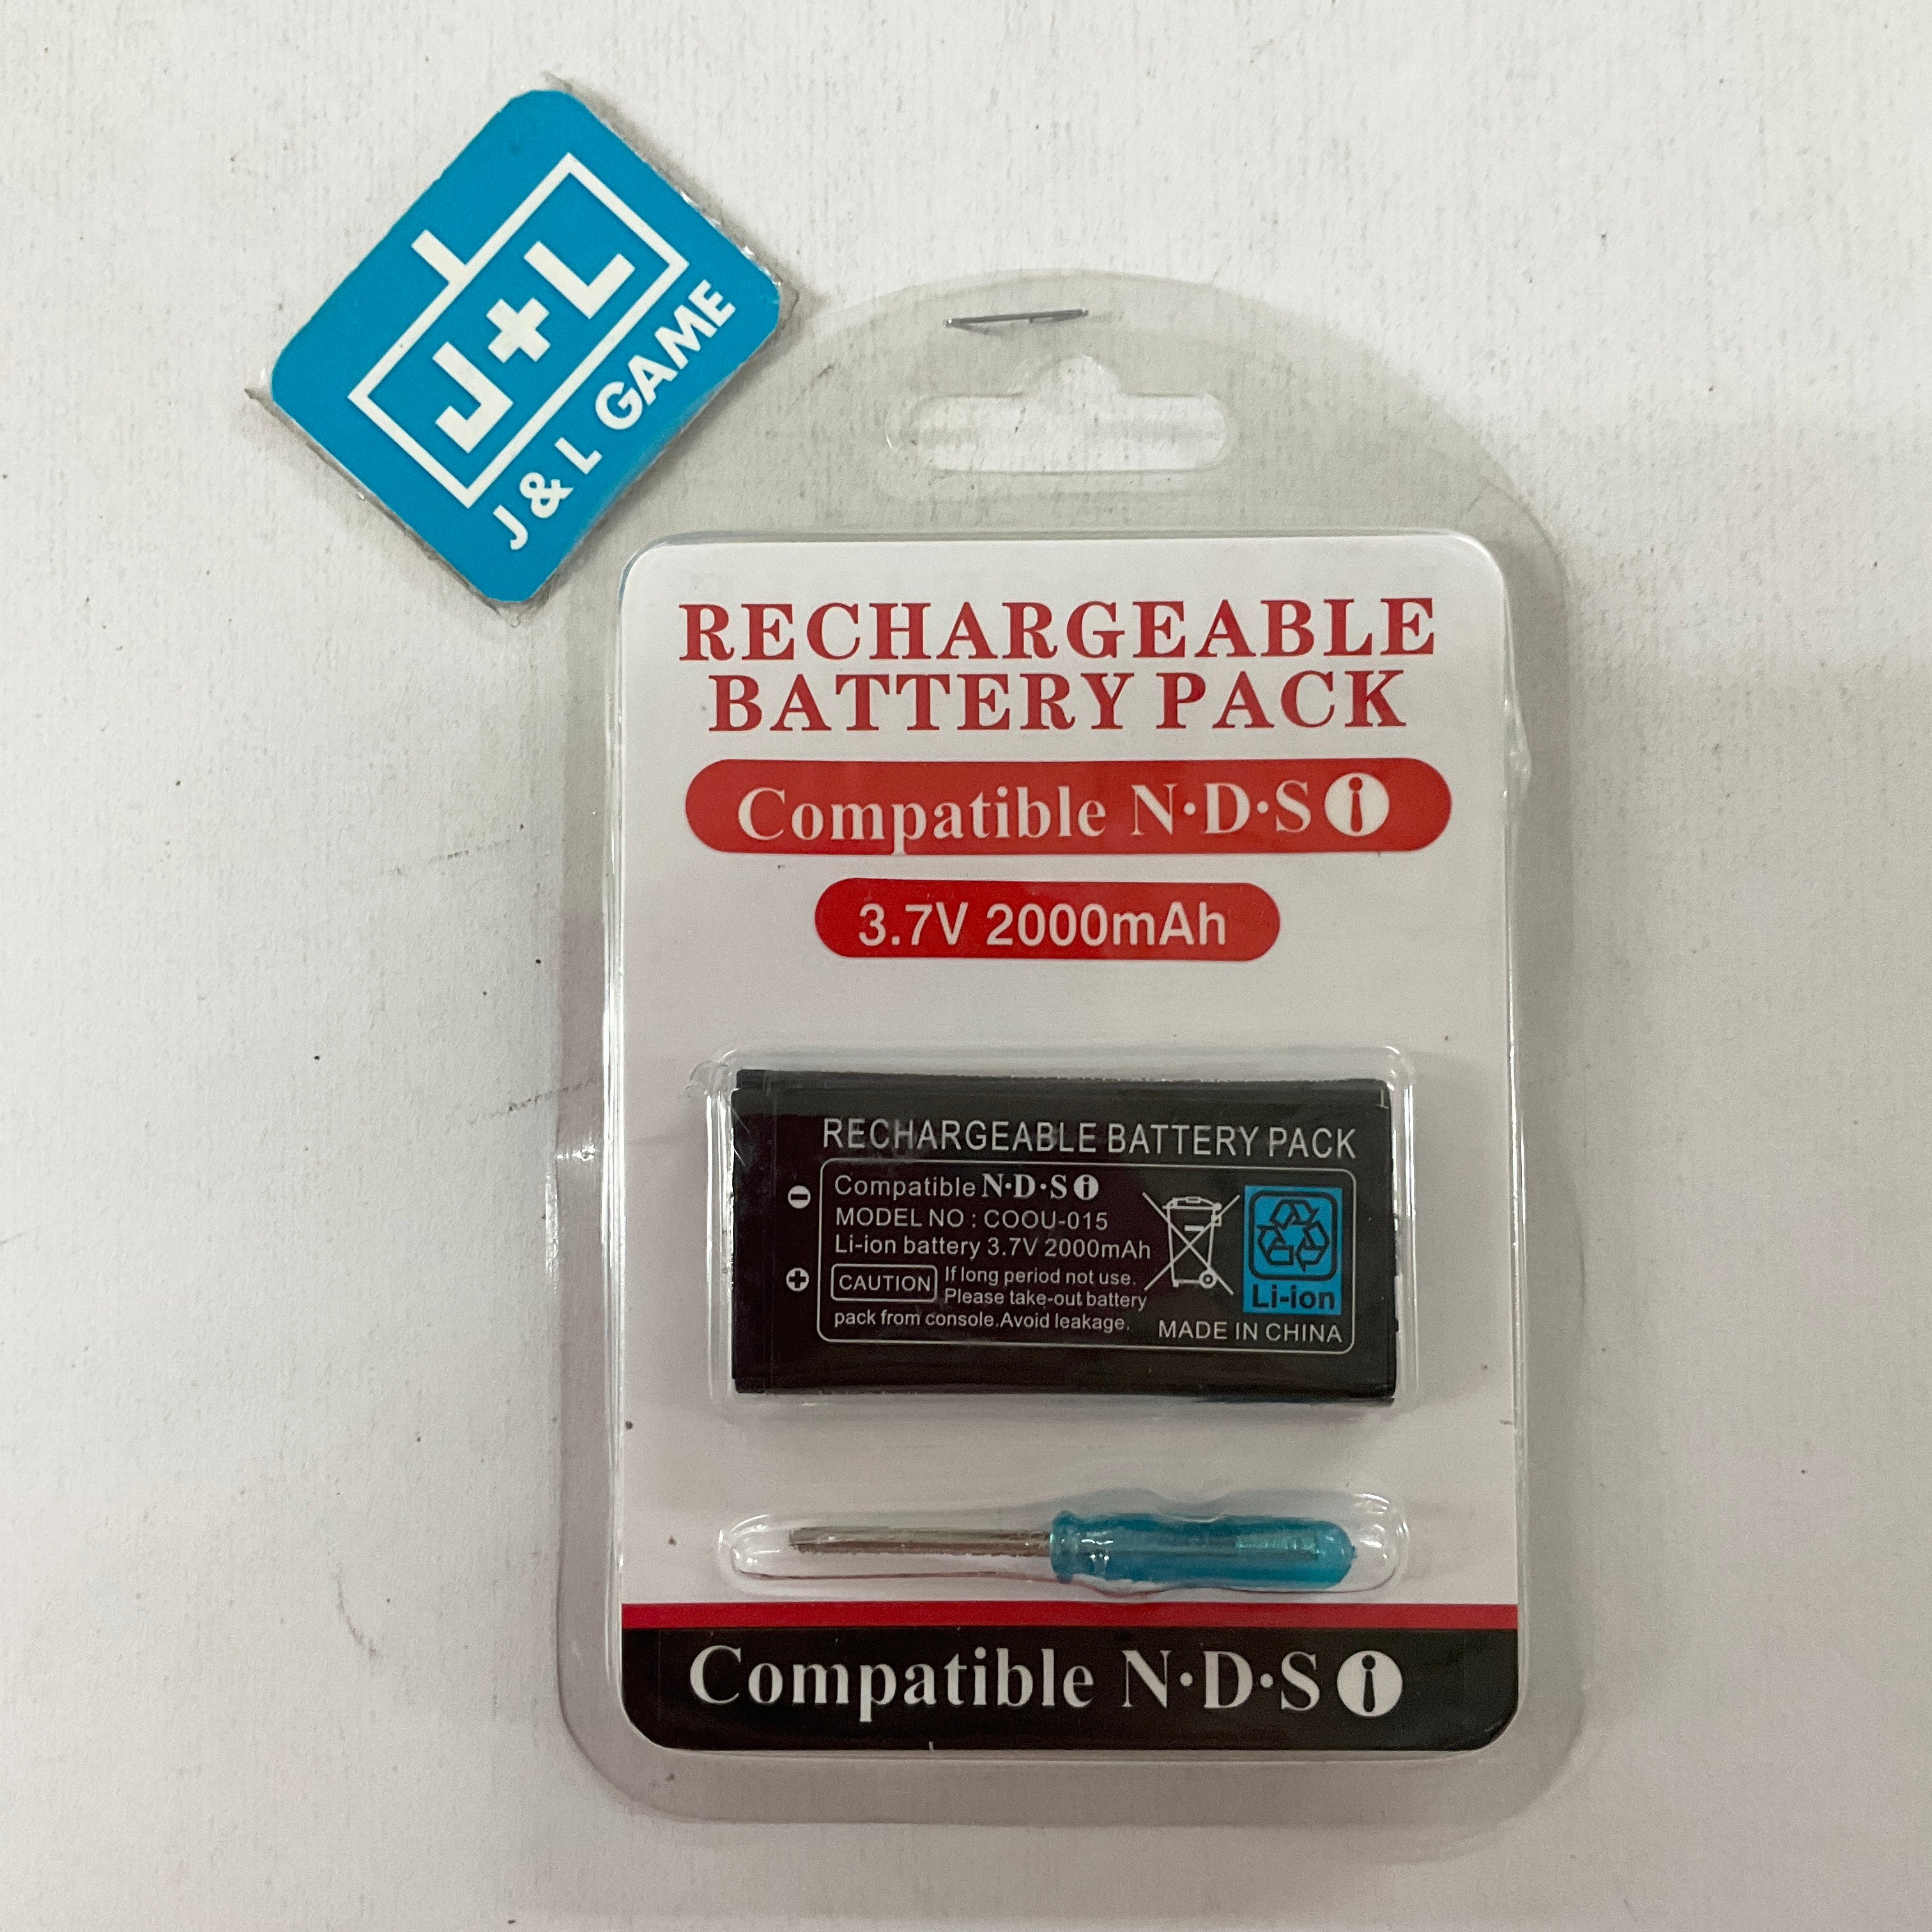 J+L
J & L GAME
RECHARGEABLE
BATTERY PACK
Compatible N·D·S i
3.7V 2000mAh
RECHARGEABLE BATTERY PACK
Compatible N·D·S i
MODEL NO : COOU-015
Li-ion battery 3.7V 2000mAh
CAUTION If long period not use.
Please take-out battery
pack from console.Avoid leakage.
Li-ion
MADE IN CHINA
Compatible N·D·S i